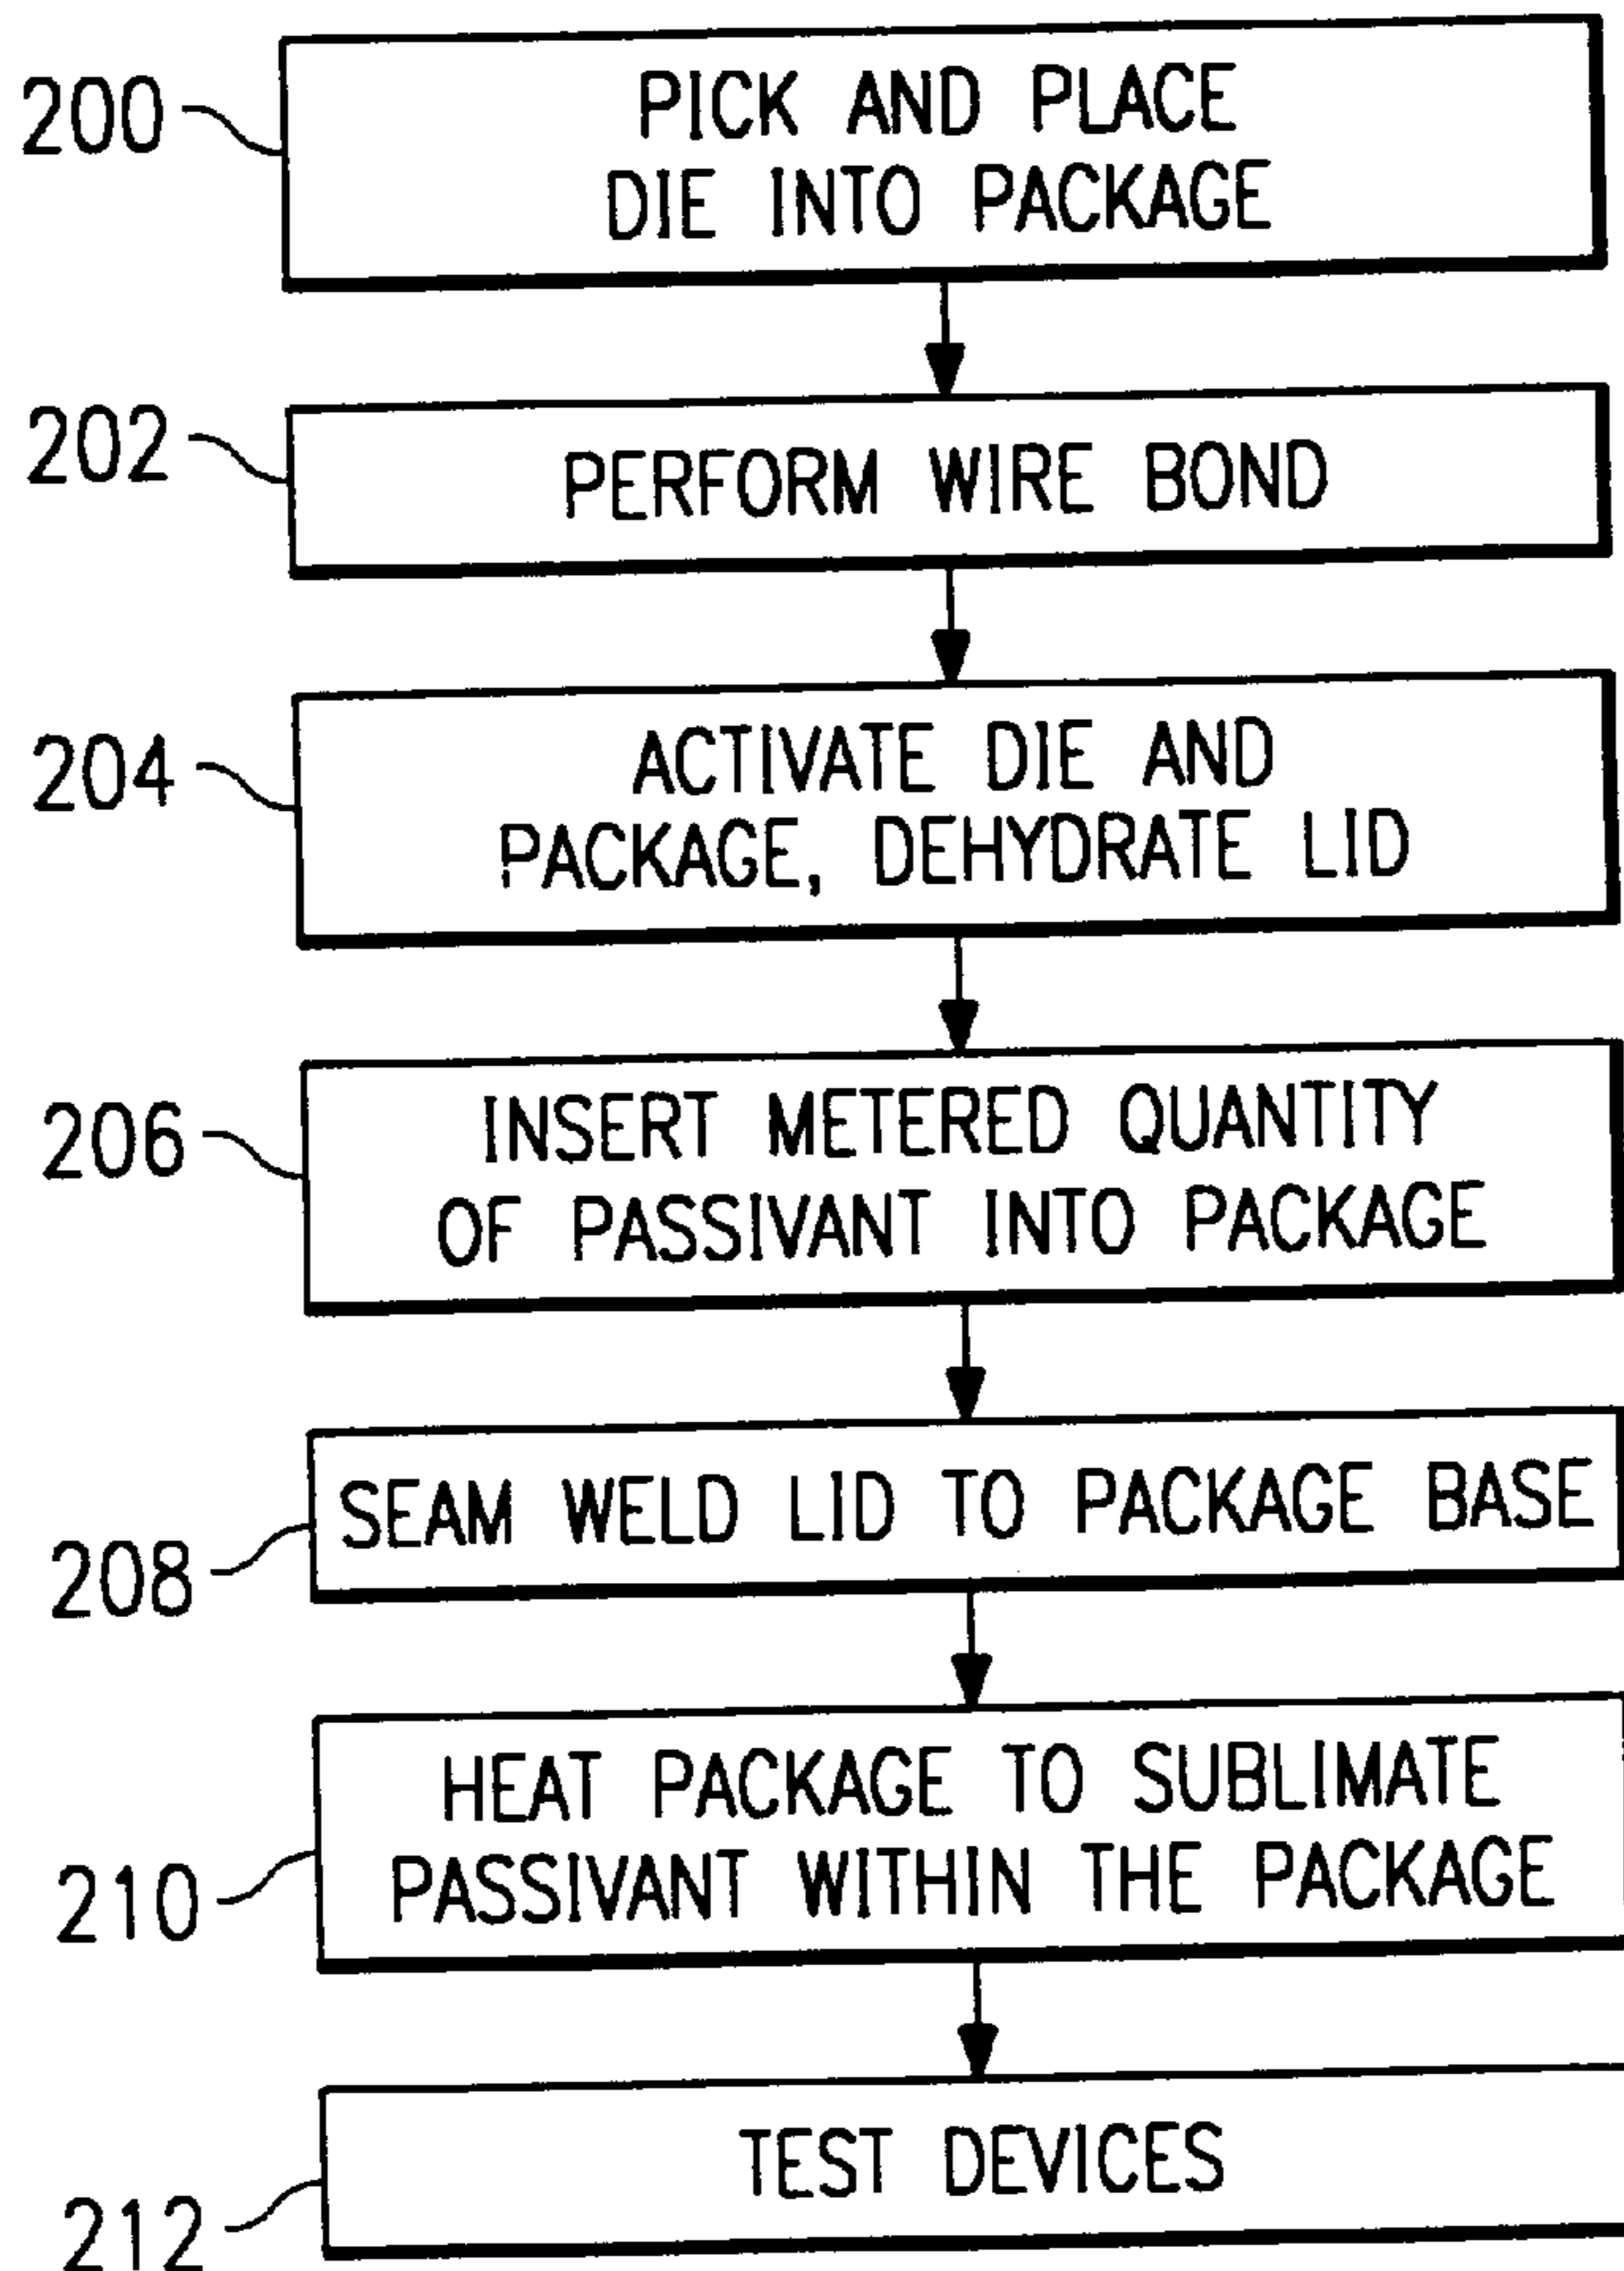 200
PICK AND PLACE
DIE INTO PACKAGE
202
PERFORM WIRE BOND
204
ACTIVATE DIE AND
PACKAGE, DEHYDRATE LID
206
INSERT METERED QUANTITY
OF PASSIVANT INTO PACKAGE
208
SEAM WELD LID TO PACKAGE BASE
210
HEAT PACKAGE TO SUBLIMATE
PASSIVANT WITHIN THE PACKAGE
212
TEST DEVICES